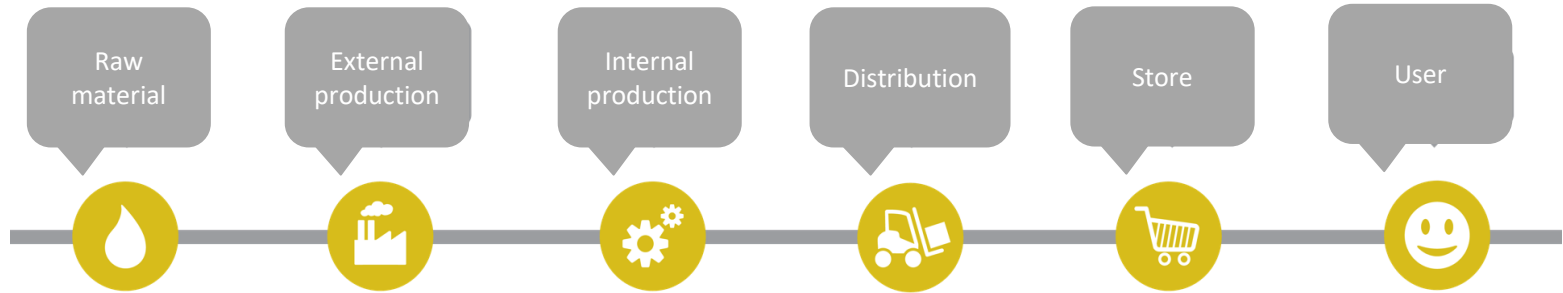 Raw
material
External
production
Internal
production
Distribution
Store
User